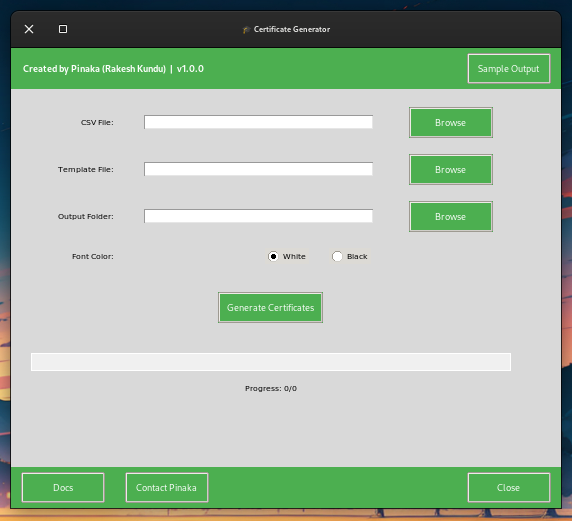 🎓 Certificate Generator
Created by Pinaka (Rakesh Kundu) | v1.0.0
Sample Output
CSV File:
Browse
Template File:
Browse
Output Folder:
Browse
Font Color:
White
Black
Generate Certificates
Progress: 0/0
Docs
Contact Pinaka
Close